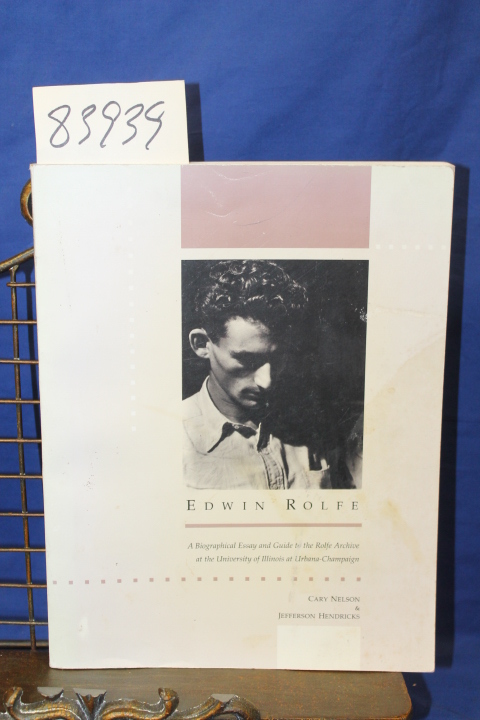 83939
EDWIN ROLFE
A Biographical Essay and Guide to the Rolfe Archive
at the University of Illinois at Urbana-Champaign
CARY NELSON
&
JEFFERSON HENDRICKS